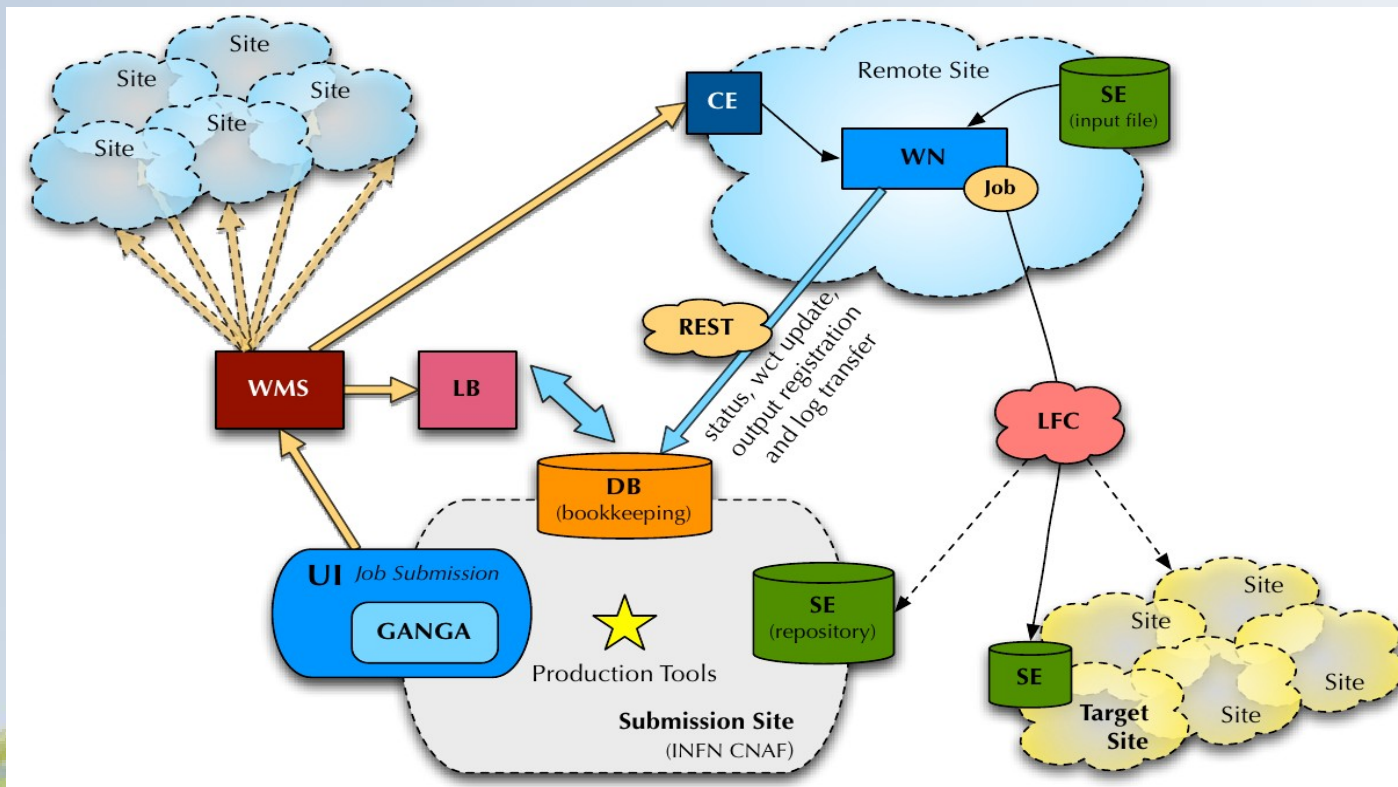 Site
Site
Site
Site
Site
Remote Site
CE
SE
(input file)
WN
Job
REST
status, wct update,
output registration
and log transfer
WMS
LB
LFC
DB
(bookkeeping)
UI Job Submission
GANGA
SE
(repository)
Production Tools
Submission Site
(INFN CNAF)
Site
Site
SE
Site
Site
Target
Site